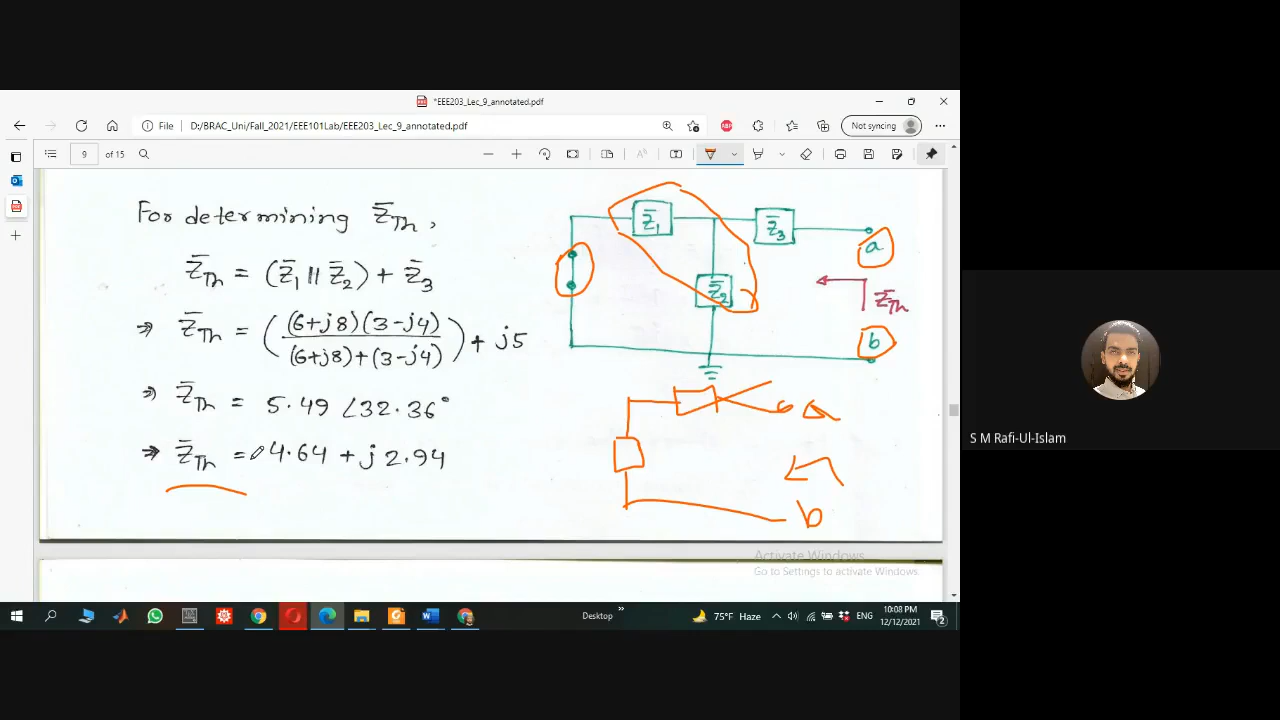 *EEE203_Lec_9_annotated.pdf
File D:/BRAC_Uni/Fall_2021/EEE101Lab/EEE203_Lec_9_annotated.pdf
Not syncing
9 of 15
For determining Z̄Th,
Z̄Th = (Z̄1 || Z̄2) + Z̄3
⇒ Z̄Th = ((6+j8)(3-j4) / (6+j8)+(3-j4)) + j5
⇒ Z̄Th = 5.49 ∠32.36°
⇒ Z̄Th = 4.64 + j2.94
Z̄1
Z̄3
a
Z̄2
Z̄Th
b
a
b
Activate Windows
Go to Settings to activate Windows.
S M Rafi-Ul-Islam
Desktop
75°F Haze
ENG
10:08 PM
12/12/2021
2